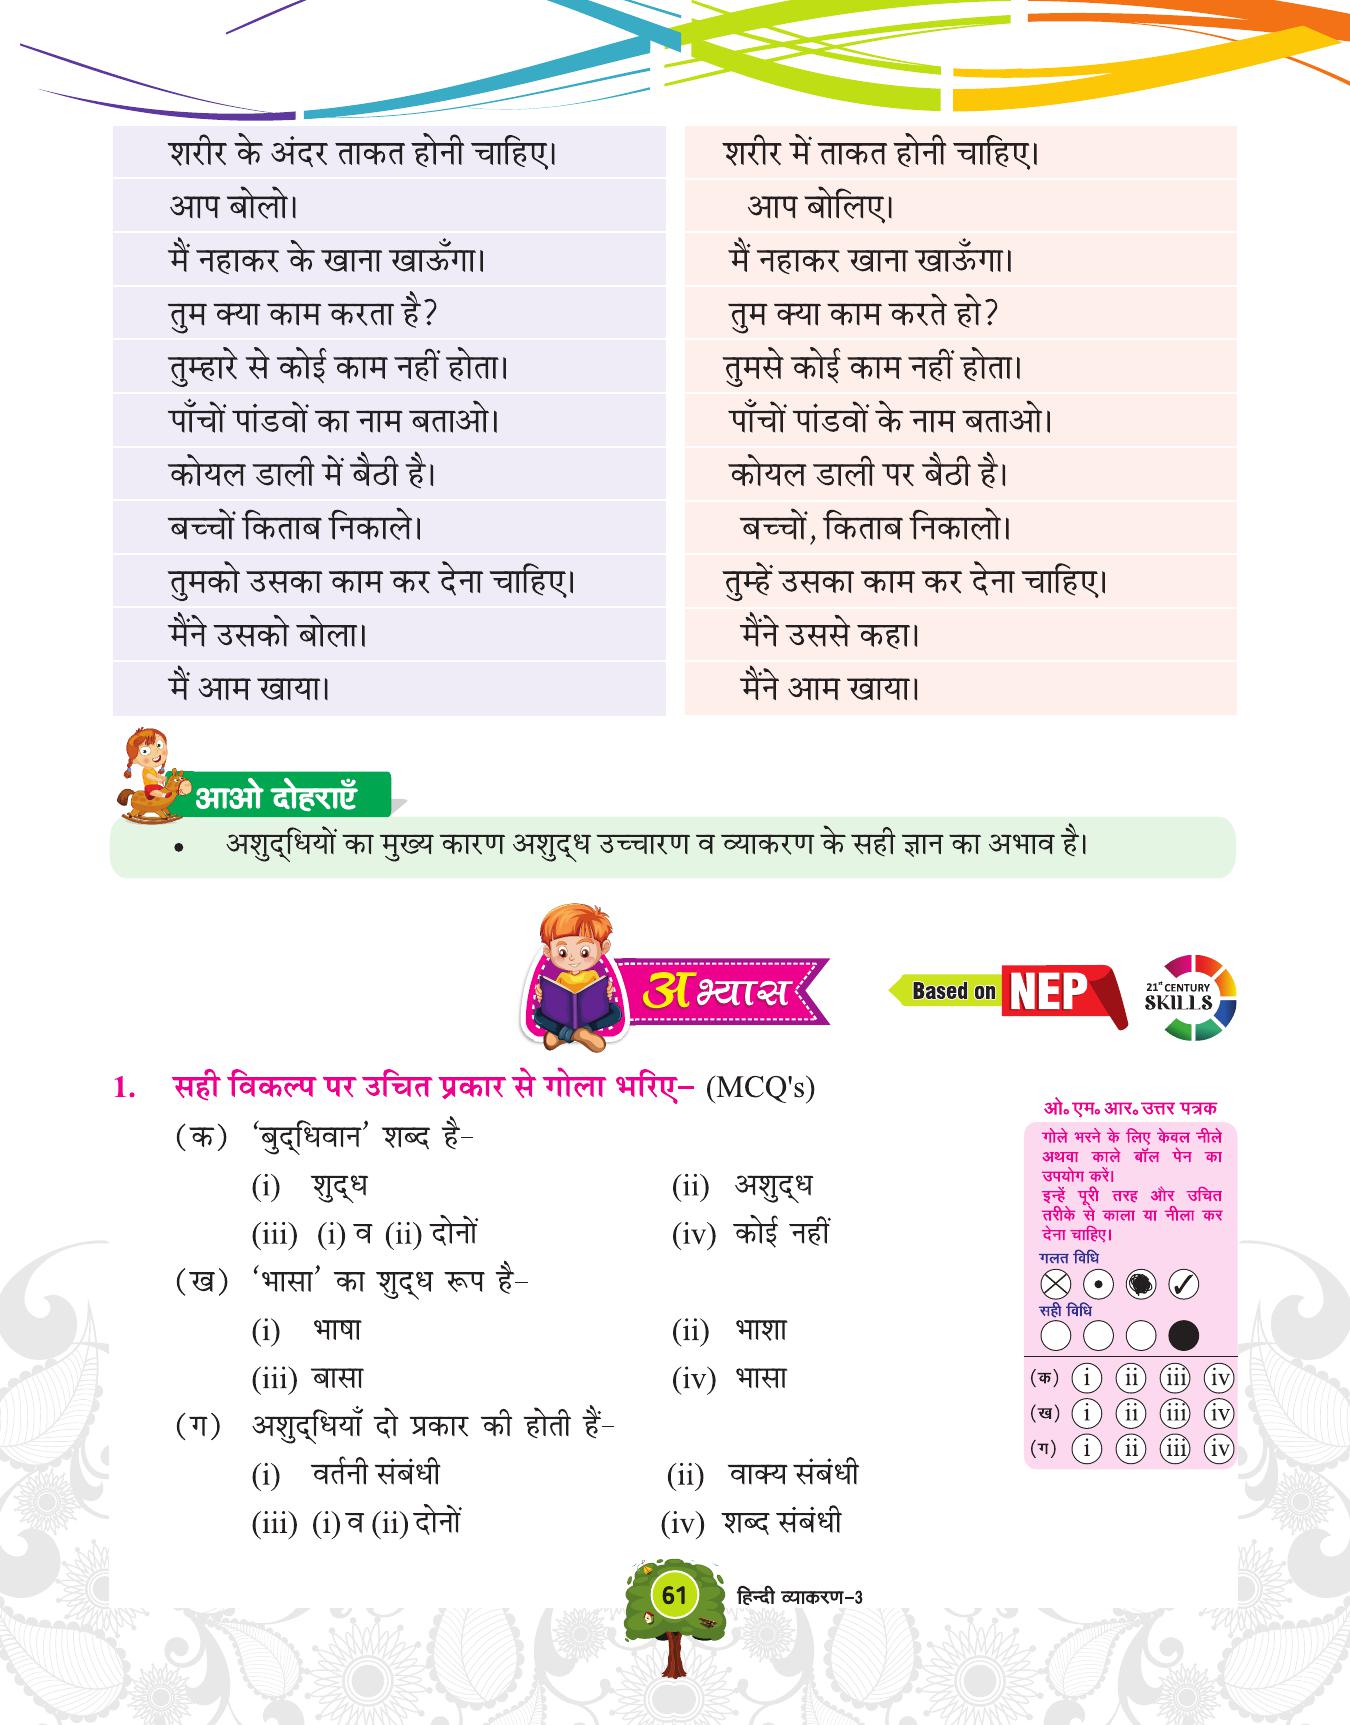 शरीर के अंदर ताकत होनी चाहिए। शरीर में ताकत होनी चाहिए।
आप बोलो। आप बोलिए।
मैं नहाकर के खाना खाऊँगा। मैं नहाकर खाना खाऊँगा।
तुम क्या काम करता है? तुम क्या काम करते हो?
तुम्हारे से कोई काम नहीं होता। तुमसे कोई काम नहीं होता।
पाँचों पांडवों का नाम बताओ। पाँचों पांडवों के नाम बताओ।
कोयल डाली में बैठी है। कोयल डाली पर बैठी है।
बच्चों किताब निकाले। बच्चों, किताब निकालो।
तुमको उसका काम कर देना चाहिए। तुम्हें उसका काम कर देना चाहिए।
मैंने उसको बोला। मैंने उससे कहा।
मैं आम खाया। मैंने आम खाया।
आओ दोहराएँ
• अशुद्धियों का मुख्य कारण अशुद्ध उच्चारण व व्याकरण के सही ज्ञान का अभाव है।
अभ्यास
Based on NEP
21st CENTURY
SKILLS
1. सही विकल्प पर उचित प्रकार से गोला भरिए– (MCQ's)
(क) ‘बुद्धिवान’ शब्द है–
(i) शुद्ध (ii) अशुद्ध
(iii) (i) व (ii) दोनों (iv) कोई नहीं
(ख) ‘भासा’ का शुद्ध रूप है–
(i) भाषा (ii) भाशा
(iii) बासा (iv) भासा
(ग) अशुद्धियाँ दो प्रकार की होती हैं–
(i) वर्तनी संबंधी (ii) वाक्य संबंधी
(iii) (i) व (ii) दोनों (iv) शब्द संबंधी
ओ॰एम॰आर॰उत्तर पत्रक
गोले भरने के लिए केवल नीले
अथवा काले बॉल पेन का
उपयोग करें।
इन्हें पूरी तरह और उचित
तरीके से काला या नीला कर
देना चाहिए।
गलत विधि
सही विधि
(क) i ii iii iv
(ख) i ii iii iv
(ग) i ii iii iv
61 हिन्दी व्याकरण–3